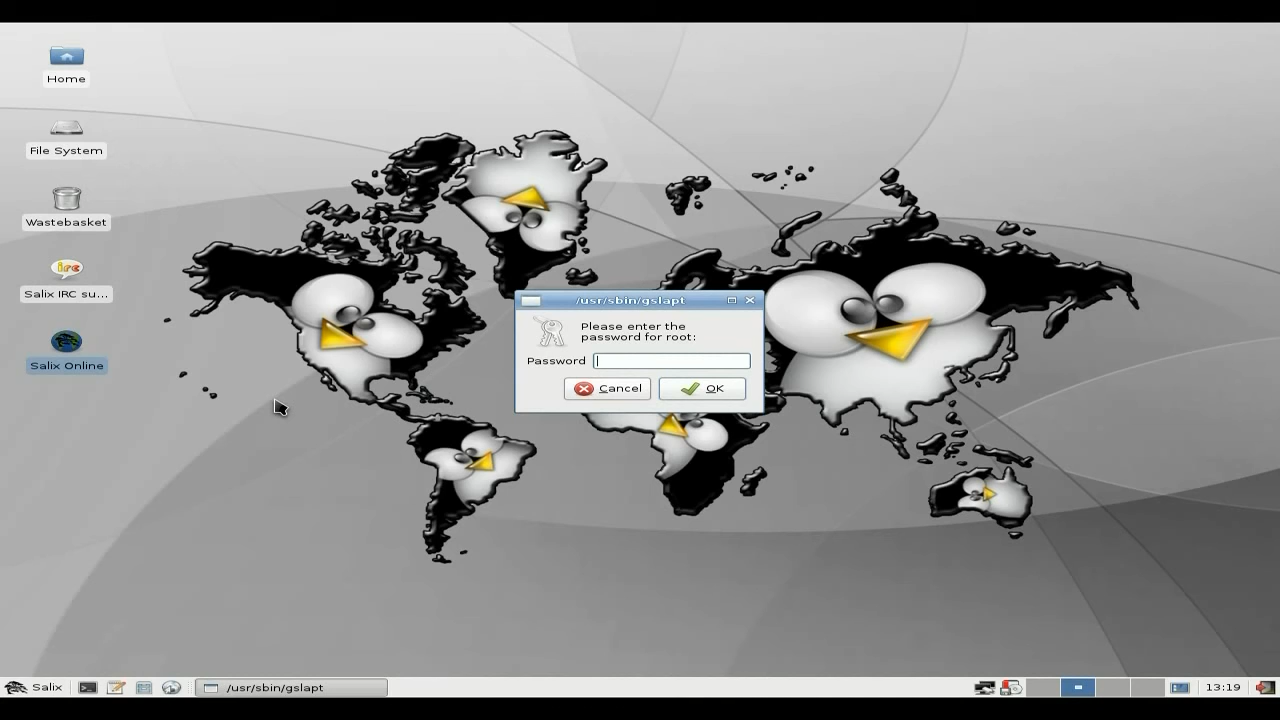 Home
File System
Wastebasket
irc
Salix IRC su...
Salix Online
/usr/sbin/gslapt
Please enter the
password for root:
Password
Cancel
OK
Salix
/usr/sbin/gslapt
13:19